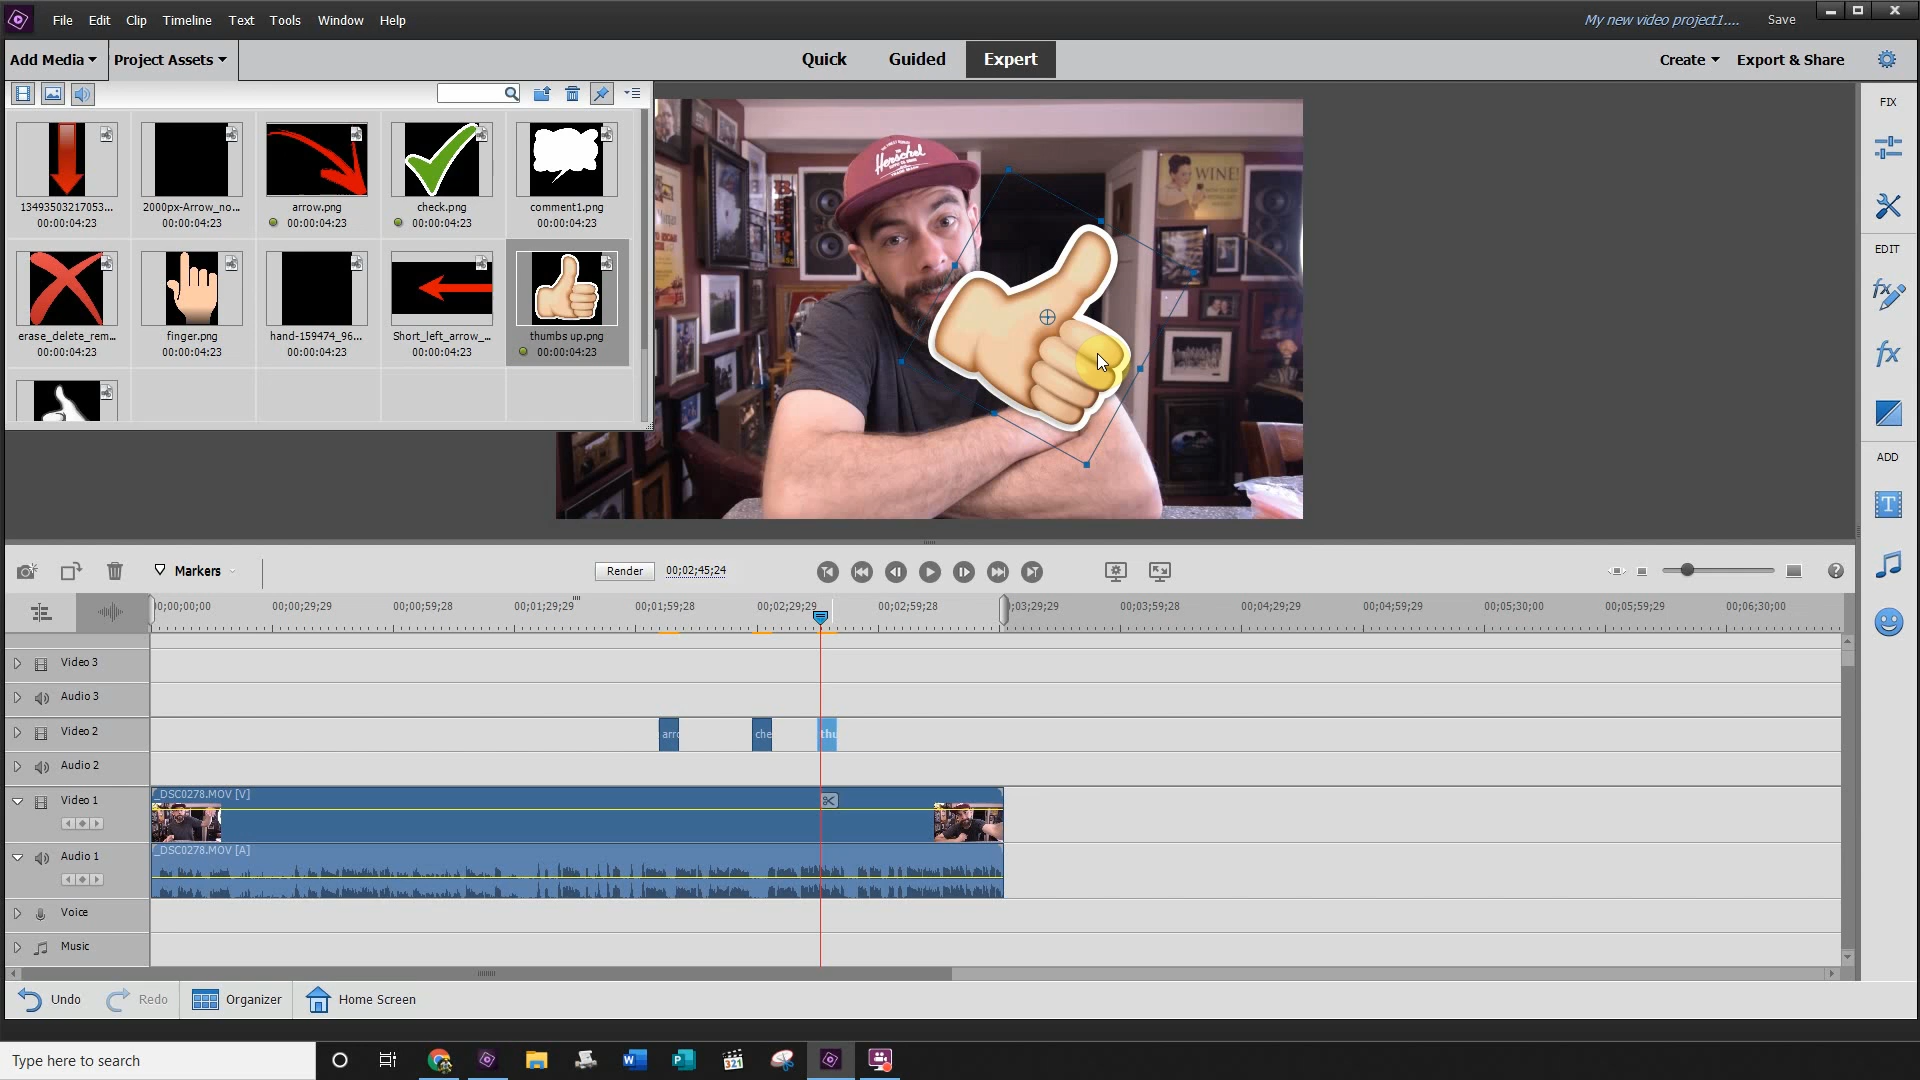 File Edit Clip Timeline Text Tools Window Help
My new video project1....
Save
Add Media
Project Assets
Quick
Guided
Expert
Create
Export & Share
13493503217053...
00:00:04:23
2000px-Arrow_no...
00:00:04:23
arrow.png
00:00:04:23
check.png
00:00:04:23
comment1.png
00:00:04:23
erase_delete_rem...
00:00:04:23
finger.png
00:00:04:23
hand-159474_96...
00:00:04:23
Short_left_arrow_...
00:00:04:23
thumbs up.png
00:00:04:23
Herschel
WINE!
FIX
EDIT
ADD
Markers
Render
00;02;45;24
0;00;00;00
00;00;29;29
00;00;59;28
00;01;29;29
00;01;59;28
00;02;29;29
00;02;59;28
0;03;29;29
00;03;59;28
00;04;29;29
00;04;59;28
00;05;30;00
00;05;59;29
00;06;30;00
Video 3
Audio 3
Video 2
arro
che
thu
Audio 2
Video 1
_DSC0278.MOV [V]
Audio 1
_DSC0278.MOV [A]
Voice
Music
Undo
Redo
Organizer
Home Screen
Type here to search
321